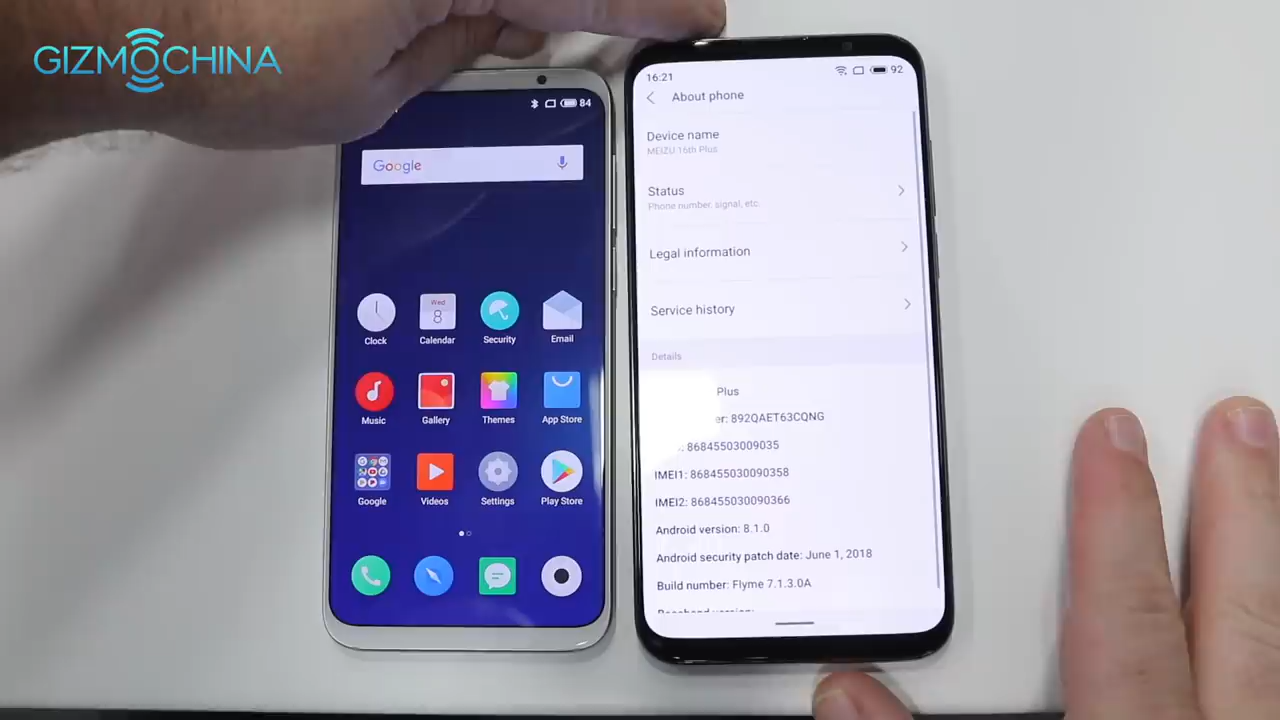 GIZMOCHINA
84
Google
Wed
8
Clock
Calendar
Security
Email
Music
Gallery
Themes
App Store
Google
Videos
Settings
Play Store
16:21
92
About phone
Device name
MEIZU 16th Plus
Status
Phone number, signal, etc.
Legal information
Service history
Details
Plus
er: 892QAET63CQNG
: 86845503009035
IMEI1: 868455030090358
IMEI2: 868455030090366
Android version: 8.1.0
Android security patch date: June 1, 2018
Build number: Flyme 7.1.3.0A